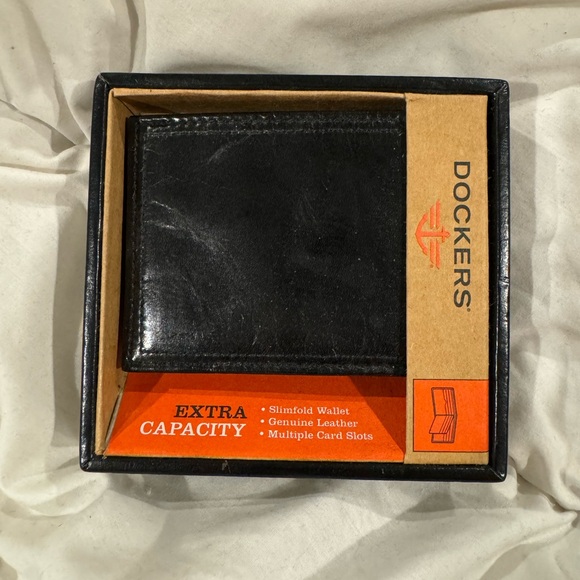 DOCKERS®
EXTRA
CAPACITY
• Slimfold Wallet
• Genuine Leather
• Multiple Card Slots